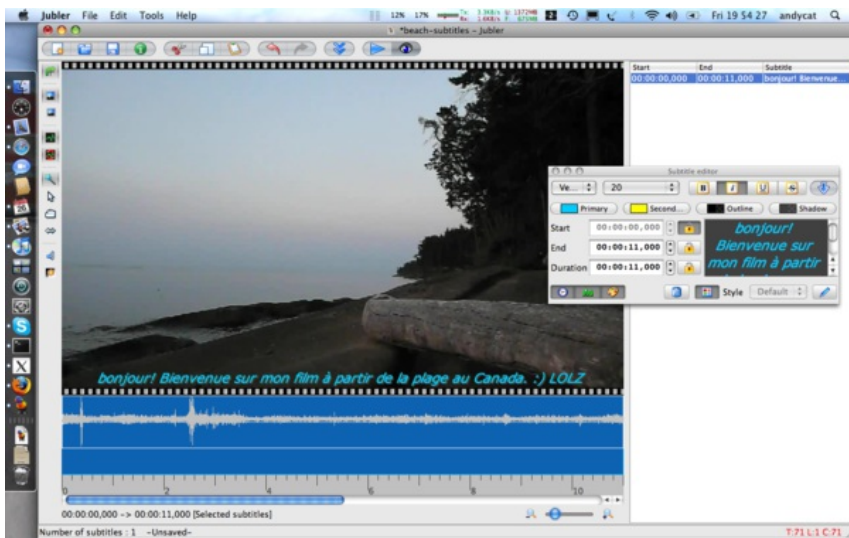 Jubler File Edit Tools Help
12% 17% Fri 19 54 27 andycat
*beach-subtitles - Jubler
Start End Subtitle
00:00:00,000 00:00:11,000 bonjour! Bienvenue...
Subtitle editor
Ve... 20 B i U S
Primary Second... Outline Shadow
Start 00:00:00,000
End 00:00:11,000
Duration 00:00:11,000
bonjour!
Bienvenue sur
mon film à partir
Style Default
bonjour! Bienvenue sur mon film à partir de la plage au Canada. :) LOLZ
0 2 4 6 8 10
00:00:00,000 -> 00:00:11,000 [Selected subtitles]
Number of subtitles : 1 -Unsaved-
T:71 L:1 C:71